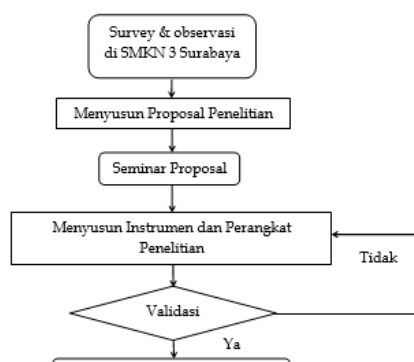 Survey & observasi
di SMKN 3 Surabaya
Menyusun Proposal Penelitian
Seminar Proposal
Menyusun Instrumen dan Perangkat
Penelitian
Tidak
Validasi
Ya